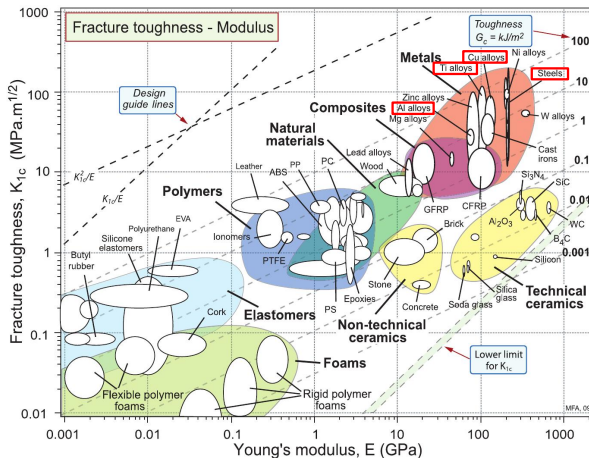 Fracture toughness - Modulus
Toughness
G_c = kJ/m²
Fracture toughness, K₁c (MPa.m^1/2)
1000
100
10
1
0.1
0.01
Design
guide lines
K²₁c/E
K₁c/E
Metals
Ti alloys
Cu alloys
Ni alloys
Steels
Zinc alloys
Al alloys
Mg alloys
W alloys
Cast
irons
Composites
Lead alloys
GFRP
CFRP
Natural
materials
Wood
Leather
Polymers
ABS
PP
PC
Ionomers
PTFE
PS
Epoxies
EVA
Polyurethane
Silicone
elastomers
Butyl
rubber
Cork
Elastomers
Foams
Flexible polymer
foams
Rigid polymer
foams
Brick
Stone
Concrete
Non-technical
ceramics
Si₃N₄
SiC
Al₂O₃
B₄C
WC
Silicon
Silica
glass
Soda glass
Technical
ceramics
Lower limit
for K₁c
100
10
1
0.1
0.01
0.001
MFA, 09
0.001
0.01
0.1
1
10
100
1000
Young's modulus, E (GPa)